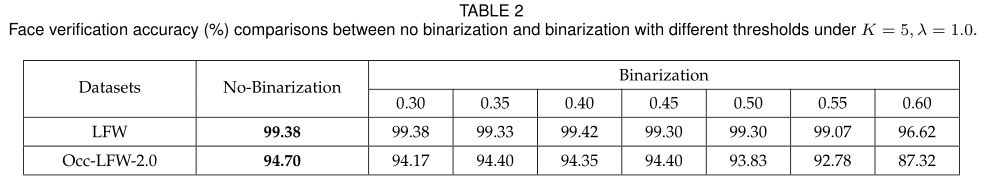 TABLE 2
Face verification accuracy (%) comparisons between no binarization and binarization with different thresholds under K = 5, λ = 1.0.
Datasets No-Binarization Binarization
0.30 0.35 0.40 0.45 0.50 0.55 0.60
LFW 99.38 99.38 99.33 99.42 99.30 99.30 99.07 96.62
Occ-LFW-2.0 94.70 94.17 94.40 94.35 94.40 93.83 92.78 87.32